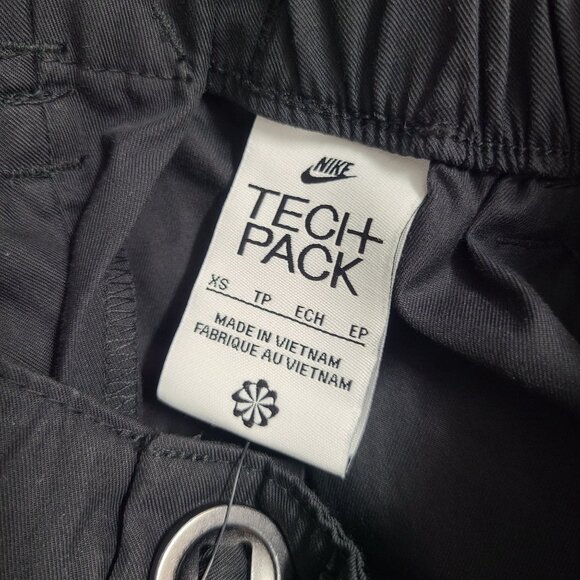 NIKE
TECH
PACK
XS TP ECH EP
MADE IN VIETNAM
FABRIQUE AU VIETNAM